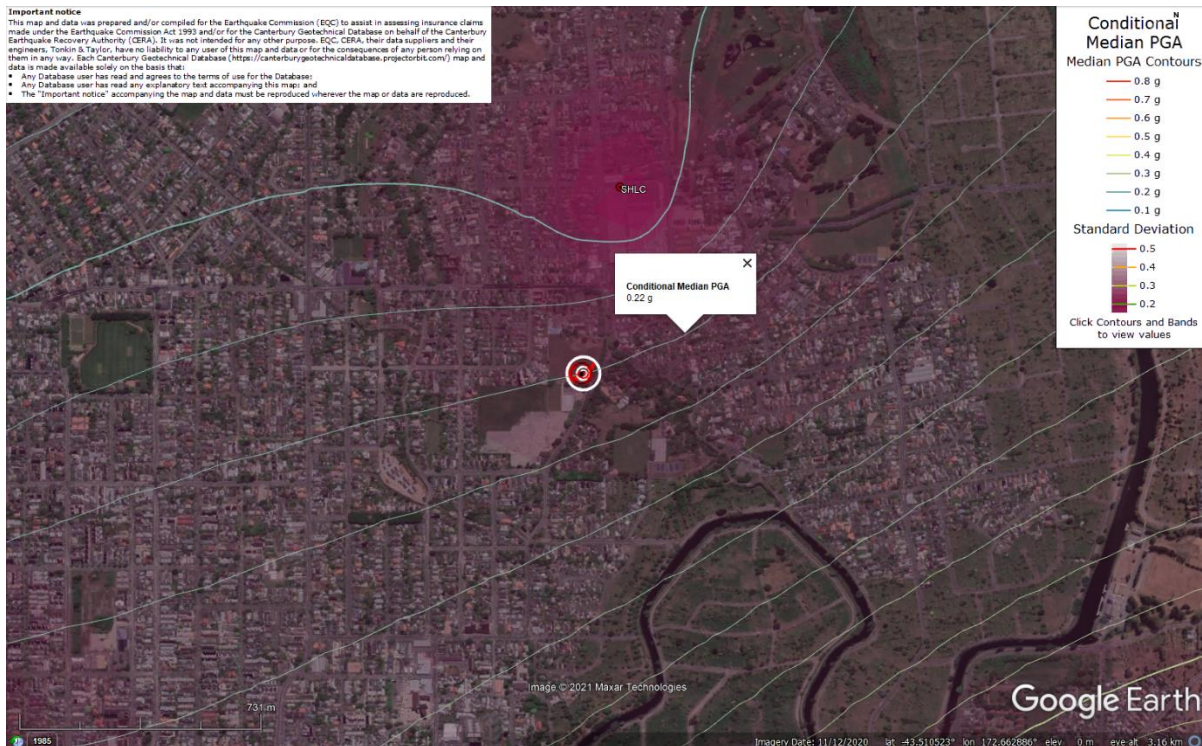 Important notice
This map and data was prepared and/or compiled for the Earthquake Commission (EQC) to assist in assessing insurance claims
made under the Earthquake Commission Act 1993 and/or for the Canterbury Geotechnical Database on behalf of the Canterbury
Earthquake Recovery Authority (CERA). It was not intended for any other purpose. EQC, CERA, their data suppliers and their
engineers, Tonkin & Taylor, have no liability to any user of this map and data or for the consequences of any person relying on
them in any way. Each Canterbury Geotechnical Database (https://canterburygeotechnicaldatabase.projectorbit.com/) map and
data is made available solely on the basis that:
• Any Database user has read and agrees to the terms of use for the Database;
• Any Database user has read any explanatory text accompanying this map; and
• The "Important notice" accompanying the map and data must be reproduced wherever the map or data are reproduced.
N
Conditional
Median PGA
Median PGA Contours
0.8 g
0.7 g
0.6 g
0.5 g
0.4 g
0.3 g
0.2 g
0.1 g
Standard Deviation
0.5
0.4
0.3
0.2
Click Contours and Bands
to view values
SHLC
Conditional Median PGA
0.22 g
Image © 2021 Maxar Technologies
731 m
Google Earth
1985
Imagery Date: 11/12/2020 lat -43.510523° lon 172.662886° elev 0 m eye alt 3.16 km